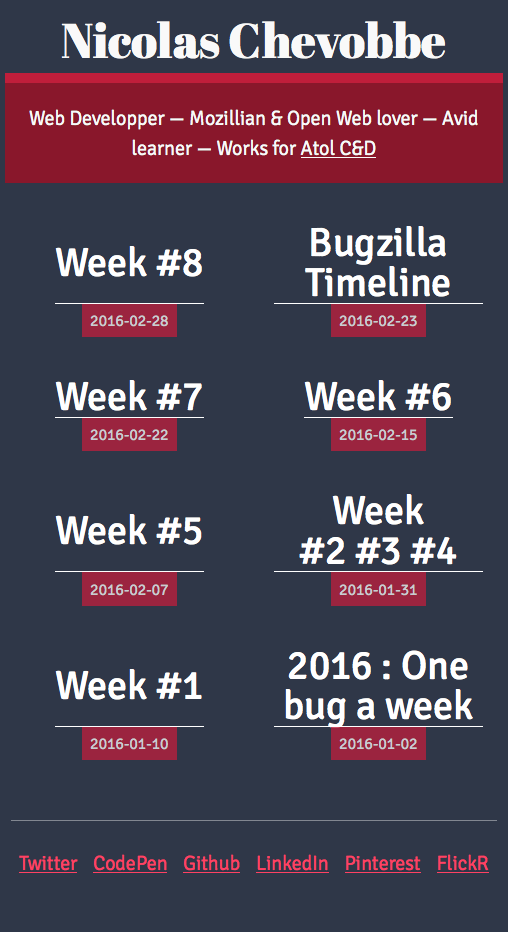 Nicolas Chevobbe
Web Developper — Mozillian & Open Web lover — Avid
learner — Works for Atol C&D
Week #8
2016-02-28
Bugzilla
Timeline
2016-02-23
Week #7
2016-02-22
Week #6
2016-02-15
Week #5
2016-02-07
Week
#2 #3 #4
2016-01-31
Week #1
2016-01-10
2016 : One
bug a week
2016-01-02
Twitter CodePen Github LinkedIn Pinterest FlickR